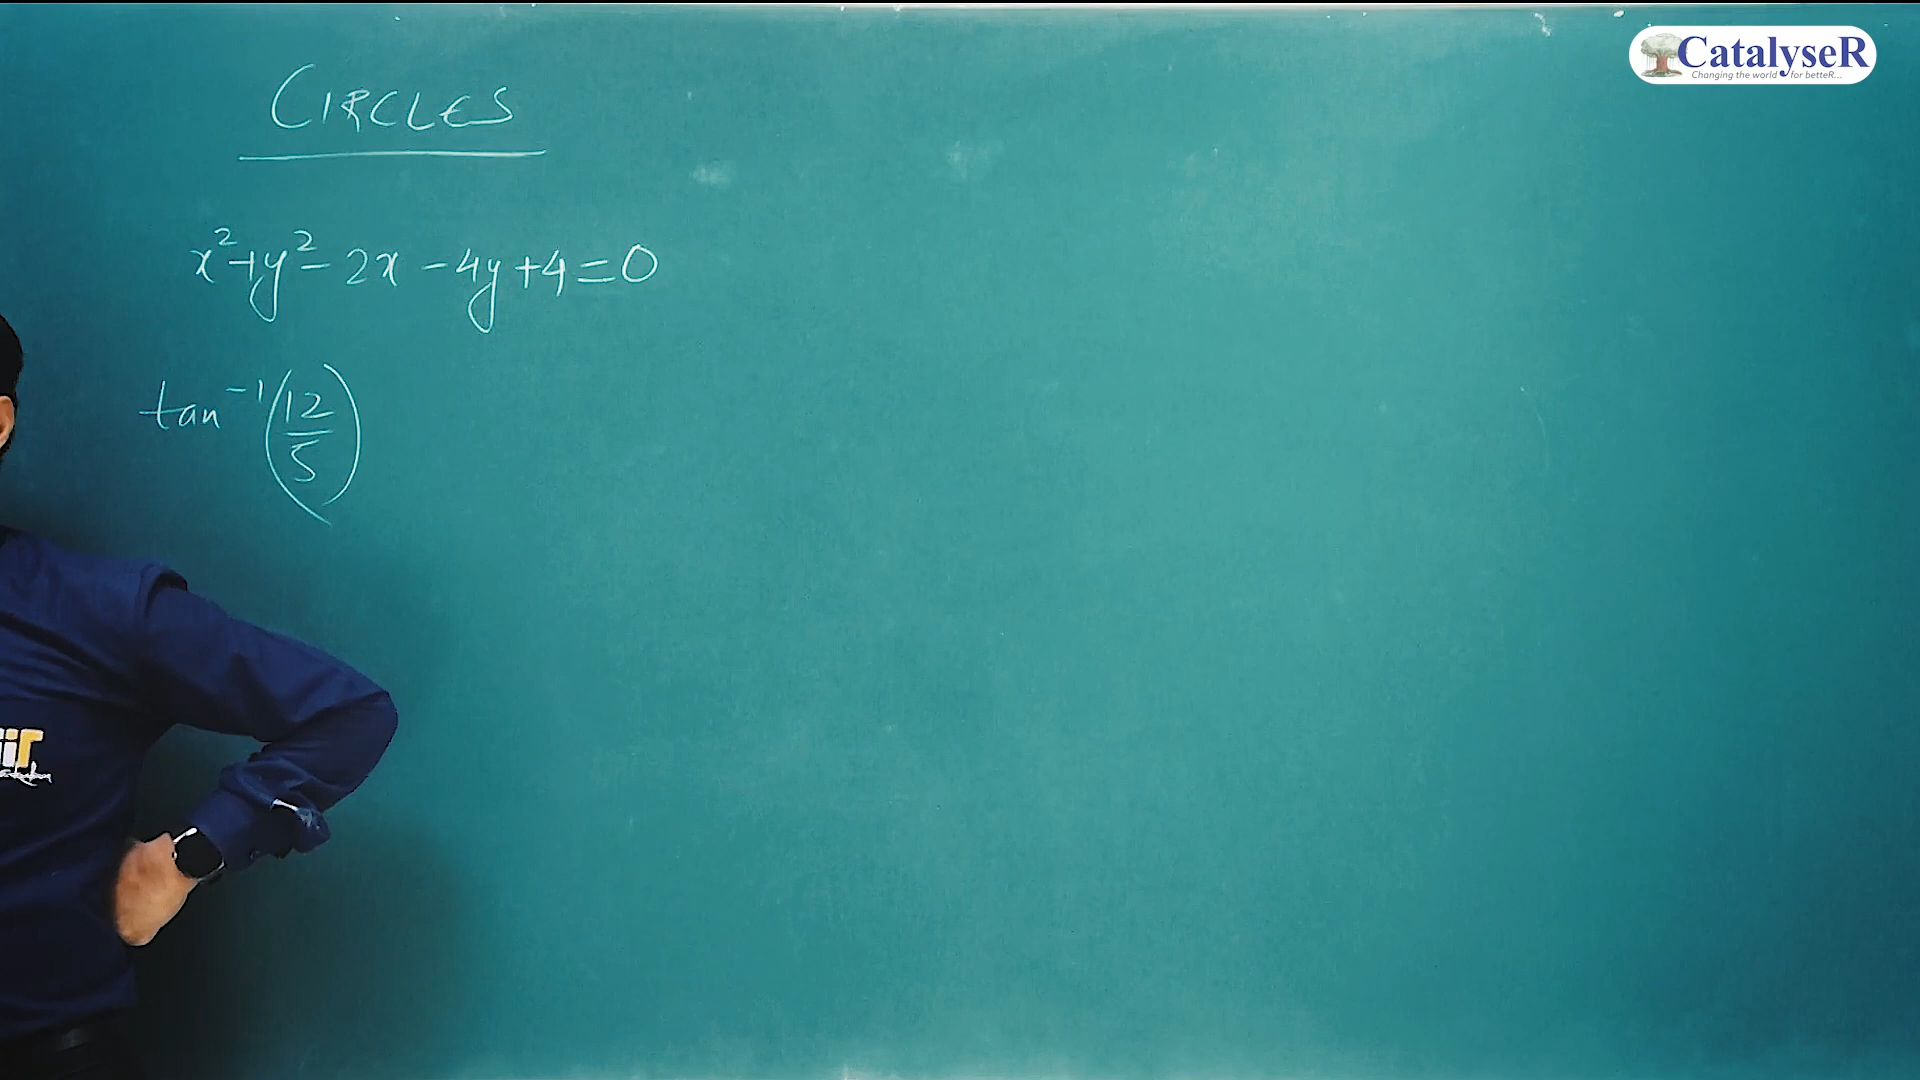 CatalyseR
Changing the world for betteR...
CIRCLES
x²+y²-2x-4y+4=0
tan⁻¹(12/5)